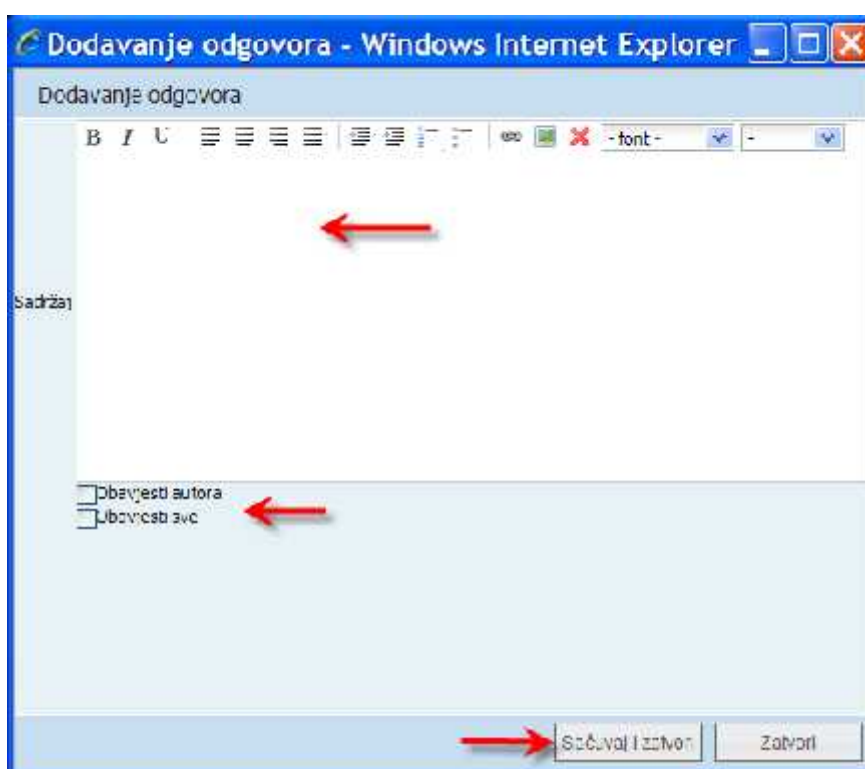 Dodavanje odgovora - Windows Internet Explorer
Dodavanje odgovora
B I U - font - -
Sadržaj
Obavjesti autora
Obavjesti sve
Sačuvaj i zatvori Zatvori